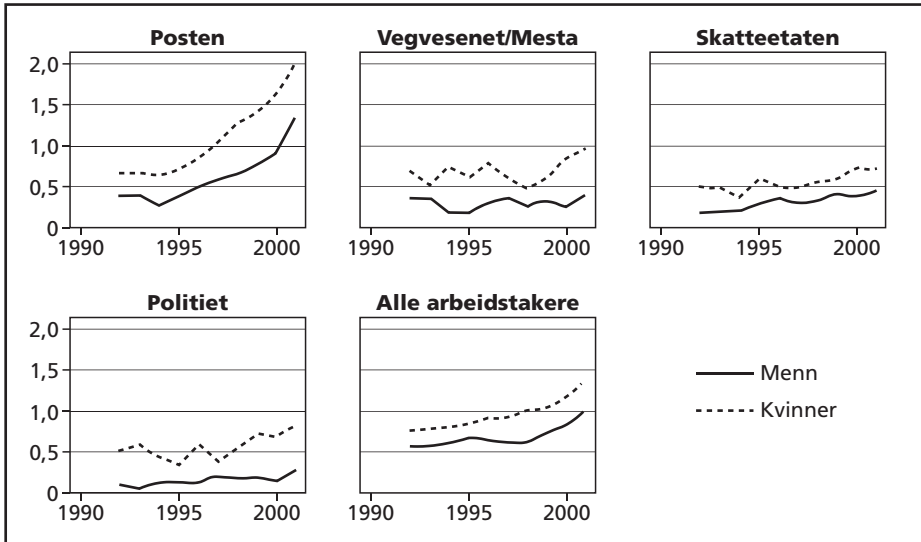 Posten
Vegvesenet/Mesta
Skatteetaten
2,0
1,5
1,0
0,5
0
1990 1995 2000
1990 1995 2000
1990 1995 2000
Politiet
Alle arbeidstakere
2,0
1,5
1,0
0,5
0
1990 1995 2000
1990 1995 2000
Menn
Kvinner